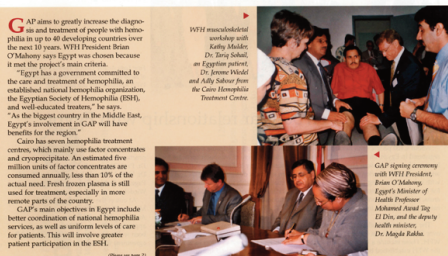 GAP aims to greatly increase the diagno-
sis and treatment of people with hemo-
philia in up to 40 developing countries over
the next 10 years. WFH President Brian
O'Mahony says Egypt was chosen because
it met the project's main criteria.
"Egypt has a government committed to
the care and treatment of hemophilia, an
established national hemophilia organization,
the Egyptian Society of Hemophilia (ESH),
and well-educated treaters," he says.
"As the biggest country in the Middle East,
Egypt's involvement in GAP will have
benefits for the region."
Cairo has seven hemophilia treatment
centres, which mainly use factor concentrates
and cryoprecipitate. An estimated five
million units of factor concentrates are
consumed annually, less than 10% of the
actual need. Fresh frozen plasma is still
used for treatment, especially in more
remote parts of the country.
GAP's main objectives in Egypt include
better coordination of national hemophilia
services, as well as uniform levels of care
for patients. This will involve greater
patient participation in the ESH.
WFH musculoskeletal
workshop with
Kathy Mulder,
Dr. Tariq Sohail,
an Egyptian patient,
Dr. Jerome Wiedel
and Adly Sabour from
the Cairo Hemophilia
Treatment Centre.
GAP signing ceremony
with WFH President,
Brian O'Mahony,
Egypt's Minister of
Health Professor
Mohamed Awad Tag
El Din, and the deputy
health minister,
Dr. Magda Rakha.